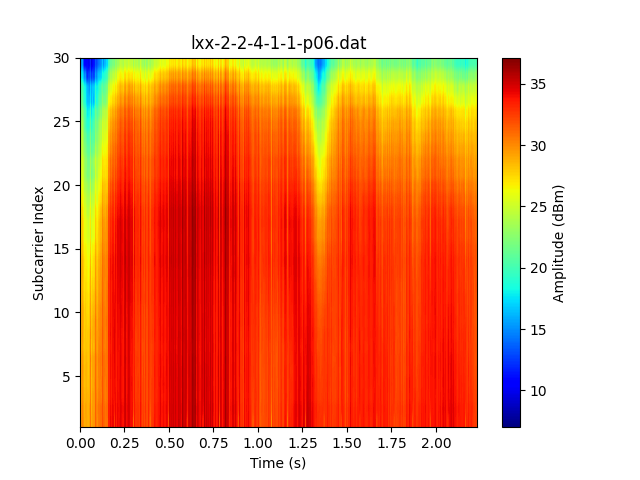 lxx-2-2-4-1-1-p06.dat
30
25
20
15
10
5
Subcarrier Index
0.00 0.25 0.50 0.75 1.00 1.25 1.50 1.75 2.00
Time (s)
35
30
25
20
15
10
Amplitude (dBm)